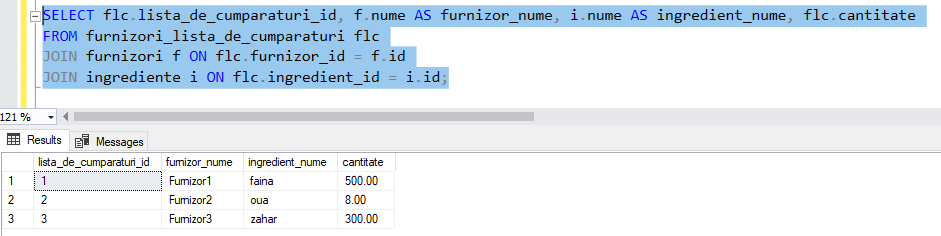 SELECT flc.lista_de_cumparaturi_id, f.nume AS furnizor_nume, i.nume AS ingredient_nume, flc.cantitate
FROM furnizori_lista_de_cumparaturi flc
JOIN furnizori f ON flc.furnizor_id = f.id
JOIN ingrediente i ON flc.ingredient_id = i.id;
121 %
Results Messages
lista_de_cumparaturi_id furnizor_nume ingredient_nume cantitate
1 1 Furnizor1 faina 500.00
2 2 Furnizor2 oua 8.00
3 3 Furnizor3 zahar 300.00